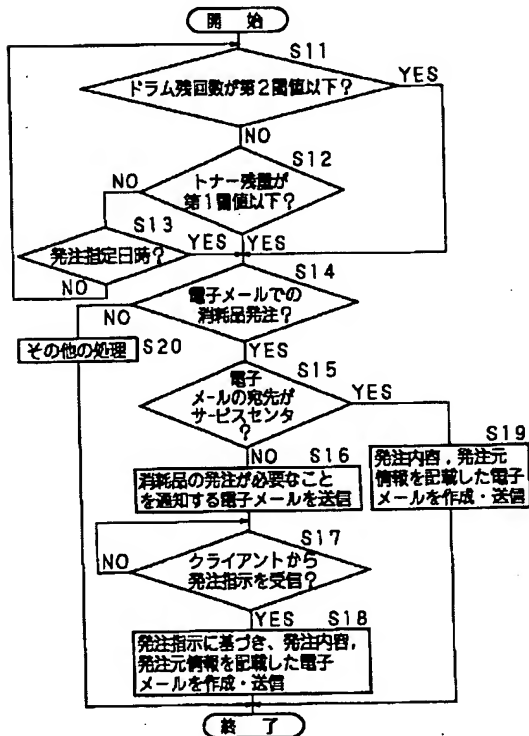 開 始
S11
ドラム残回数が第2閾値以下?
YES
NO
S12
トナー残量が
第1閾値以下?
NO
S13
発注指定日時?
YES
YES
NO
S14
電子メールでの
消耗品発注?
NO
YES
その他の処理
S20
S15
電子
メールの宛先が
サービスセンタ
?
YES
NO
S16
消耗品の発注が必要なこと
を通知する電子メールを送信
S19
発注内容,発注元
情報を記載した電子
メールを作成・送信
S17
クライアントから
発注指示を受信?
NO
YES
S18
発注指示に基づき、発注内容,
発注元情報を記載した電子
メールを作成・送信
終 了